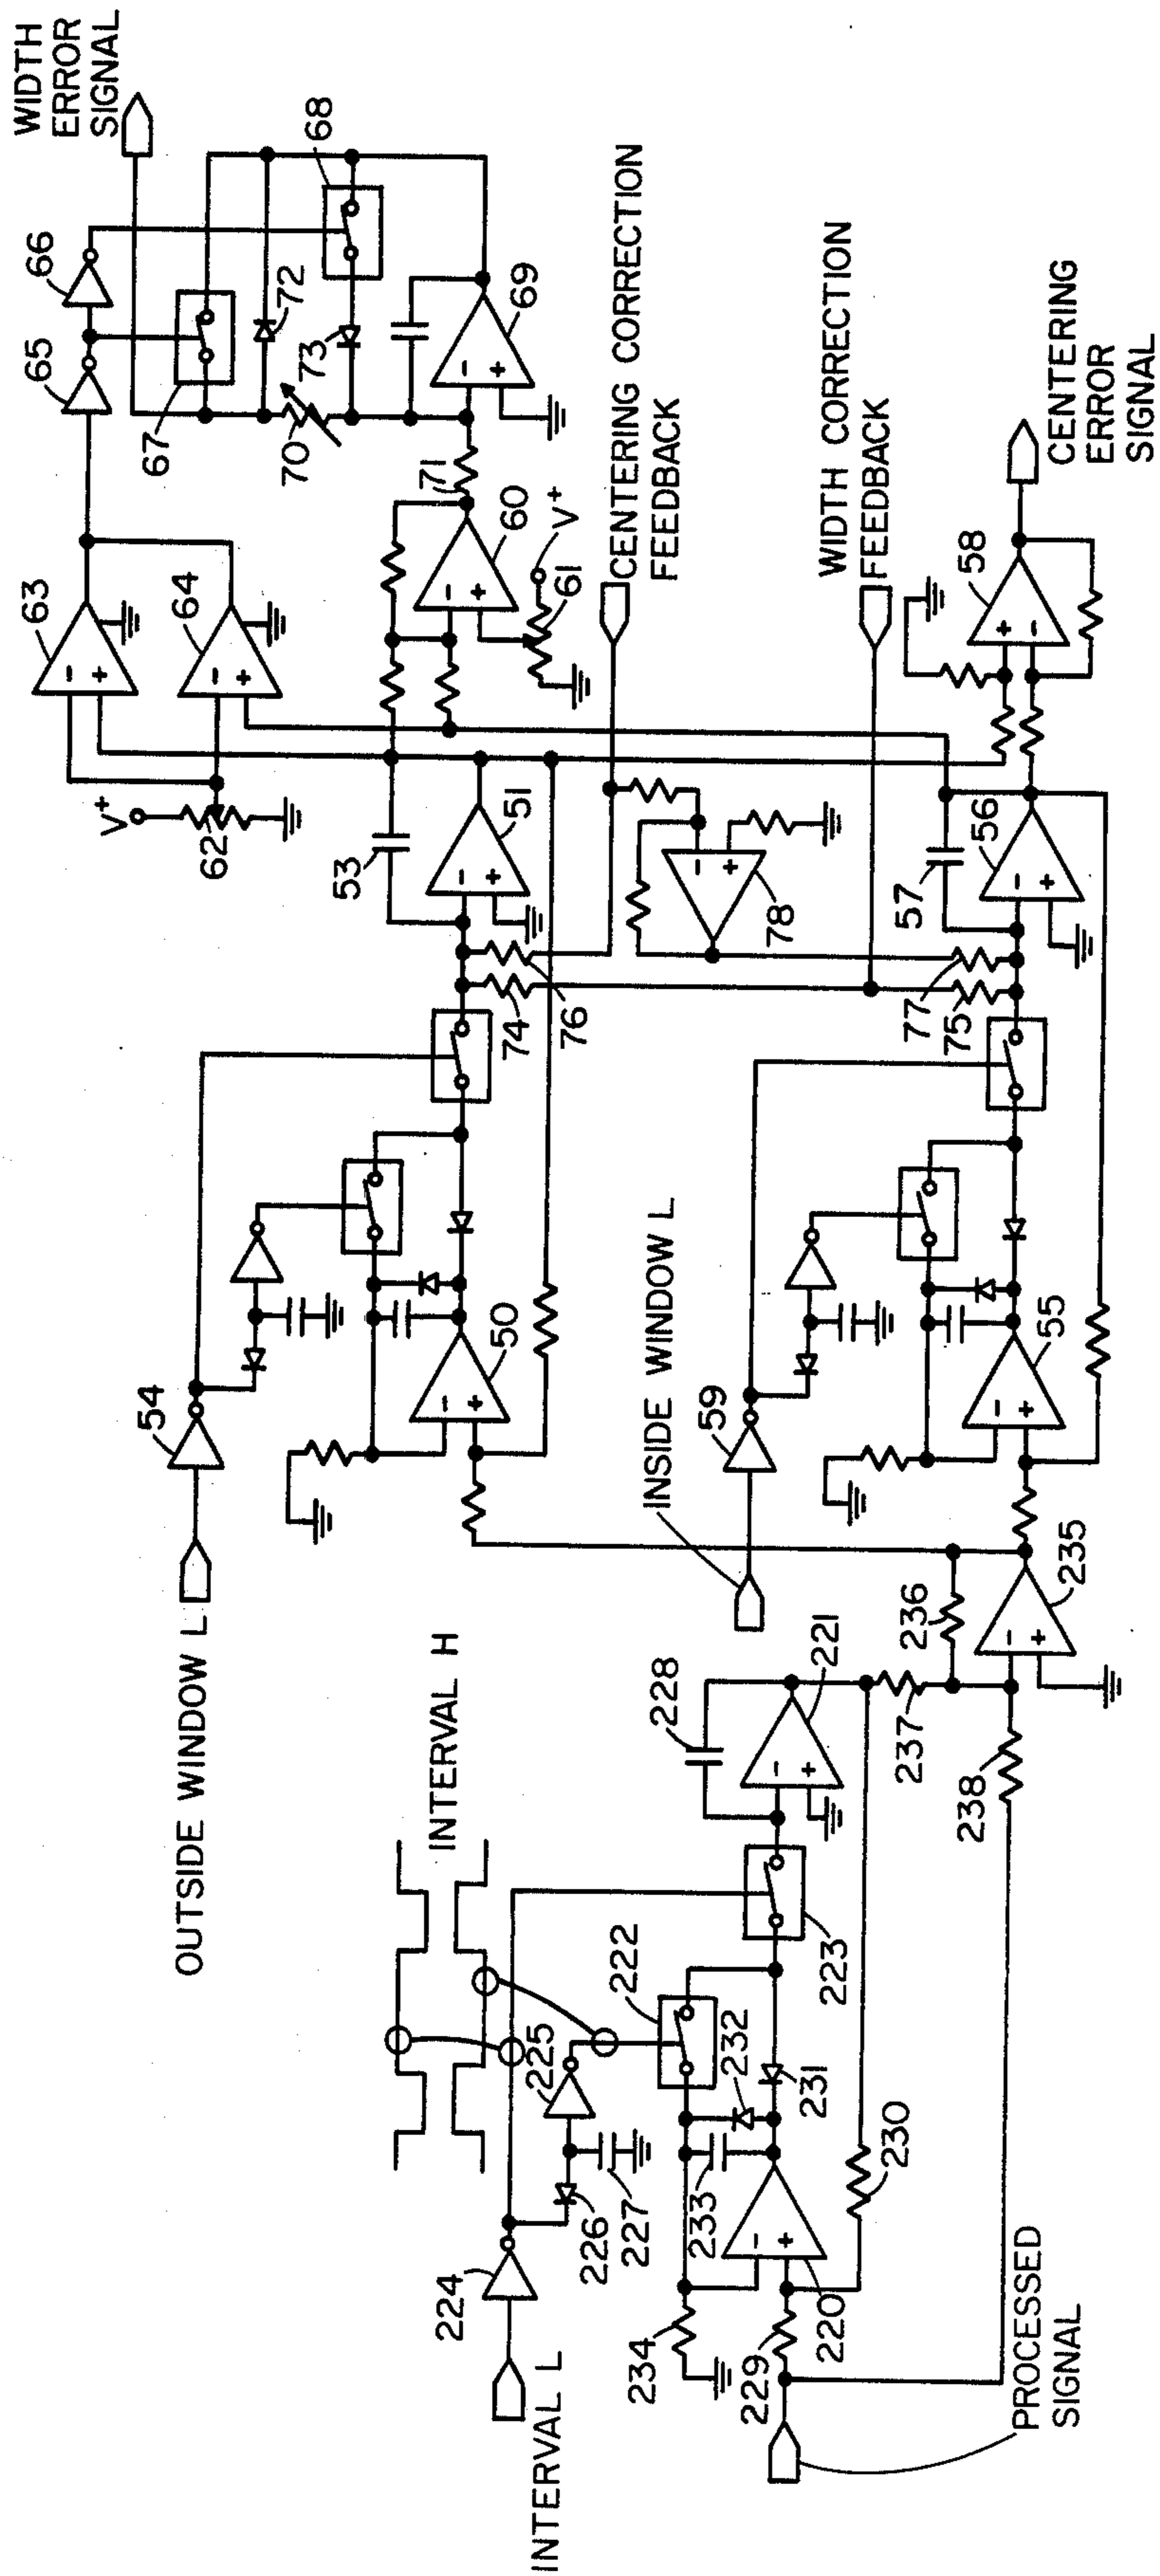 WIDTH
ERROR
SIGNAL
66
65
68
67
72
70
73
69
71
60
V+
61
63
64
V+
62
CENTERING CORRECTION
FEEDBACK
WIDTH CORRECTION
FEEDBACK
CENTERING
ERROR
SIGNAL
58
53
51
78
57
56
74
76
77
75
54
50
OUTSIDE WINDOW L
INSIDE WINDOW L
59
55
235
236
237
238
INTERVAL H
228
221
222
223
225
224
226
227
232
231
233
230
234
229
220
INTERVAL L
PROCESSED
SIGNAL
- + - + - + - + - + - + - + - + - + - + - + - + - +